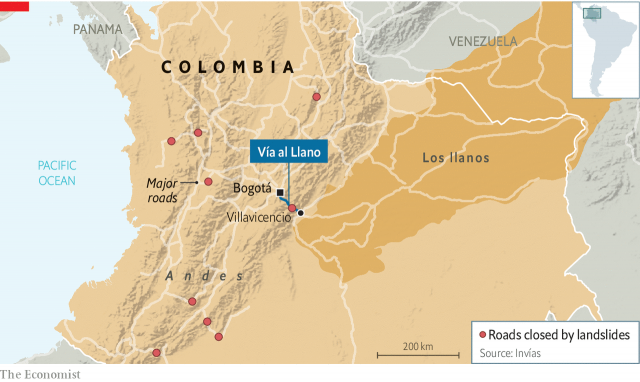 PANAMA
VENEZUELA
COLOMBIA
PACIFIC
OCEAN
Vía al Llano
Los llanos
Major
roads
Bogotá
Villavicencio
Andes
200 km
Roads closed by landslides
Source: Invías
The Economist